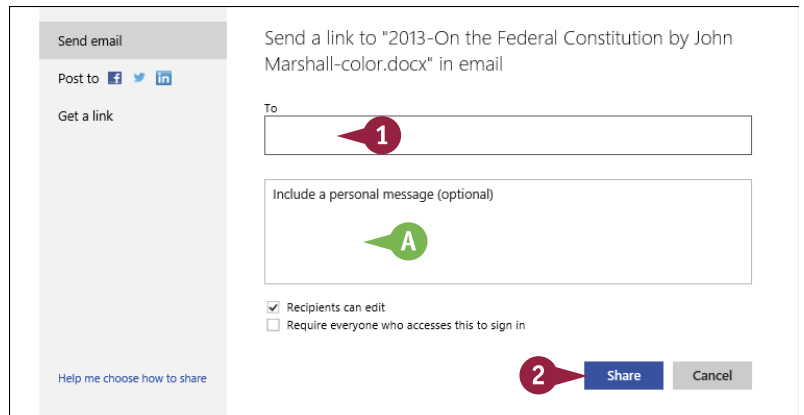 Send email
Post to
Get a link
Help me choose how to share
Send a link to "2013-On the Federal Constitution by John
Marshall-color.docx" in email
To
1
Include a personal message (optional)
A
Recipients can edit
Require everyone who accesses this to sign in
2
Share
Cancel